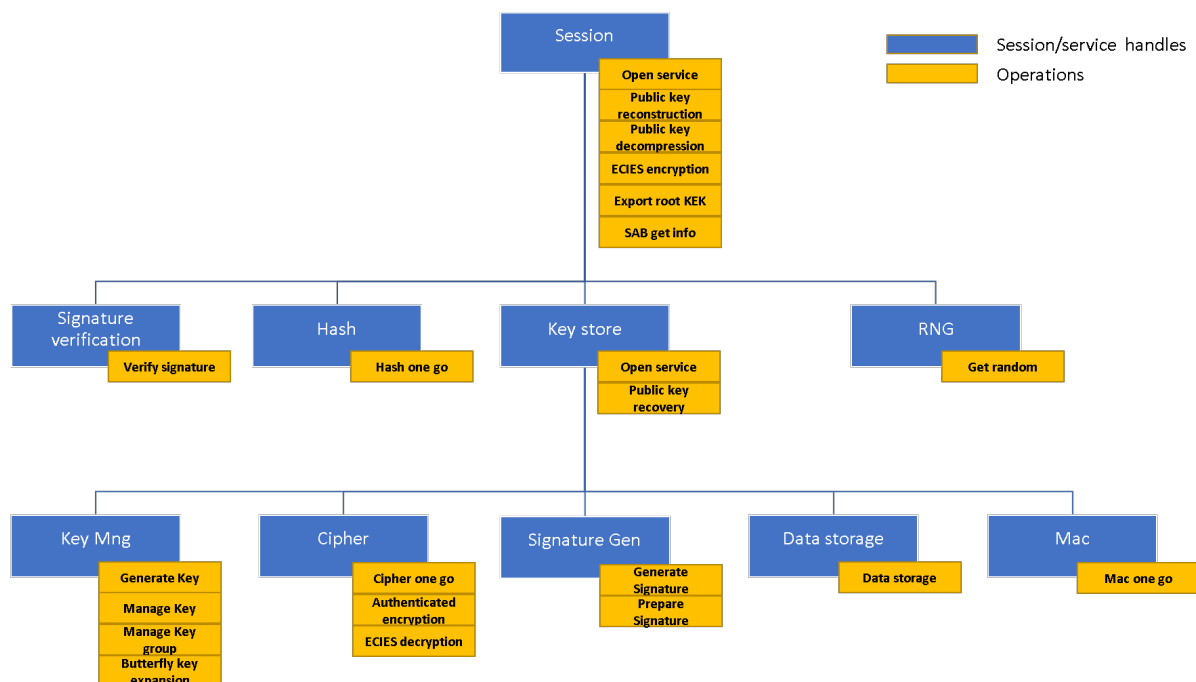 Session
Session/service handles
Operations
Open service
Public key
reconstruction
Public key
decompression
ECIES encryption
Export root KEK
SAB get info
Signature
verification
Verify signature
Hash
Hash one go
Key store
Open service
Public key
recovery
RNG
Get random
Key Mng
Generate Key
Manage Key
Manage Key
group
Butterfly key
expansion
Cipher
Cipher one go
Authenticated
encryption
ECIES decryption
Signature Gen
Generate
Signature
Prepare
Signature
Data storage
Data storage
Mac
Mac one go